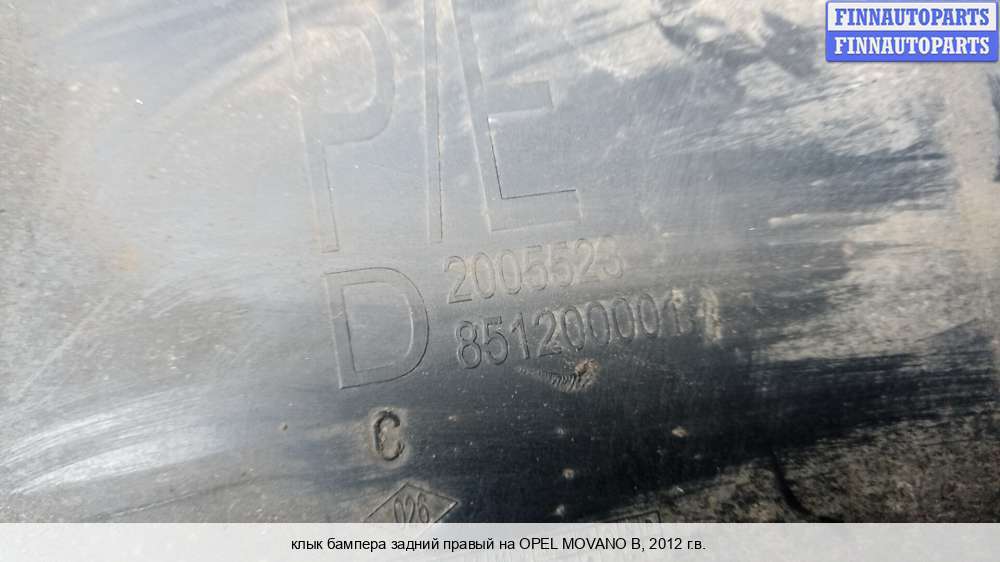 FINNAUTOPARTS
FINNAUTOPARTS
P/E
D 2005523
C
026
клык бампера задний правый на OPEL MOVANO B, 2012 г.в.